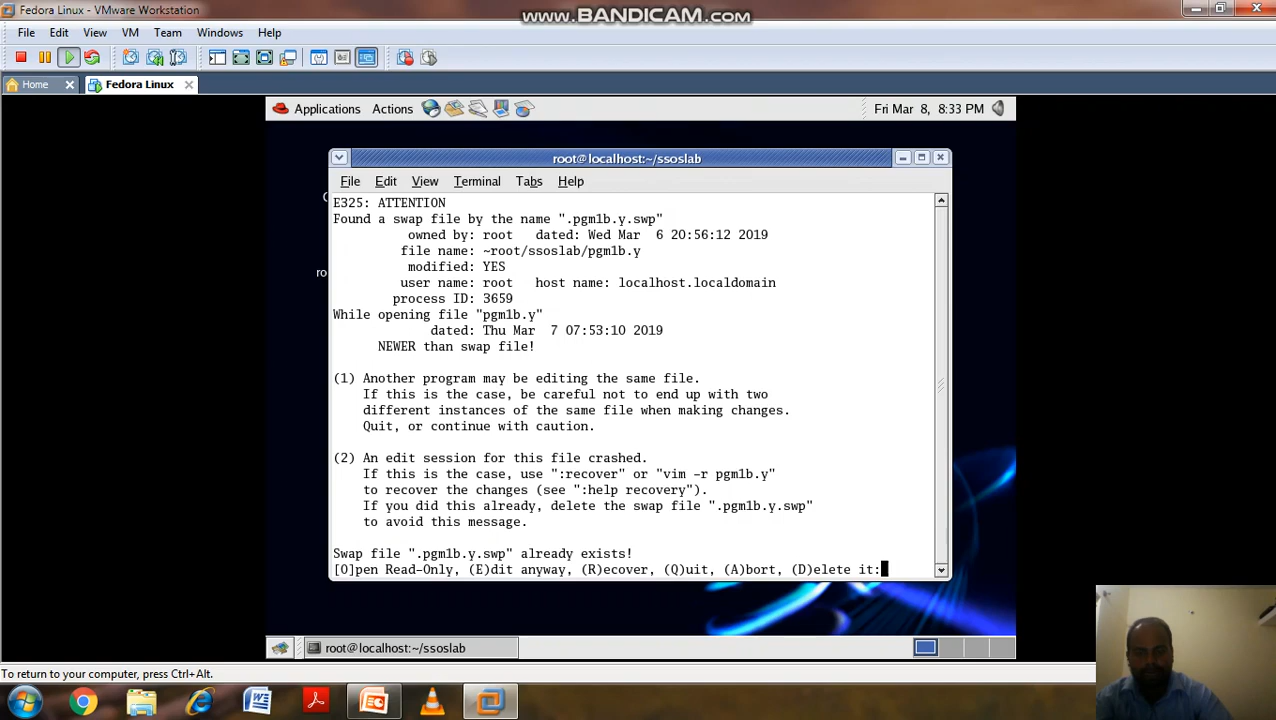 Fedora Linux - VMware Workstation
www.BANDICAM.com
File Edit View VM Team Windows Help
Home Fedora Linux
Applications Actions Fri Mar 8, 8:33 PM
root@localhost:~/ssoslab
File Edit View Terminal Tabs Help
E325: ATTENTION
Found a swap file by the name ".pgm1b.y.swp"
owned by: root dated: Wed Mar 6 20:56:12 2019
file name: ~root/ssoslab/pgm1b.y
modified: YES
user name: root host name: localhost.localdomain
process ID: 3659
While opening file "pgm1b.y"
dated: Thu Mar 7 07:53:10 2019
NEWER than swap file!
(1) Another program may be editing the same file.
If this is the case, be careful not to end up with two
different instances of the same file when making changes.
Quit, or continue with caution.
(2) An edit session for this file crashed.
If this is the case, use ":recover" or "vim -r pgm1b.y"
to recover the changes (see ":help recovery").
If you did this already, delete the swap file ".pgm1b.y.swp"
to avoid this message.
Swap file ".pgm1b.y.swp" already exists!
[O]pen Read-Only, (E)dit anyway, (R)ecover, (Q)uit, (A)bort, (D)elete it:
root@localhost:~/ssoslab
To return to your computer, press Ctrl+Alt.